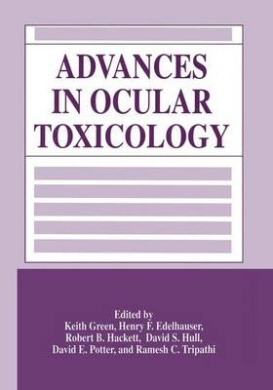 ADVANCES
IN OCULAR
TOXICOLOGY
Edited by
Keith Green, Henry F. Edelhauser,
Robert B. Hackett, David S. Hull,
David E. Potter, and Ramesh C. Tripathi